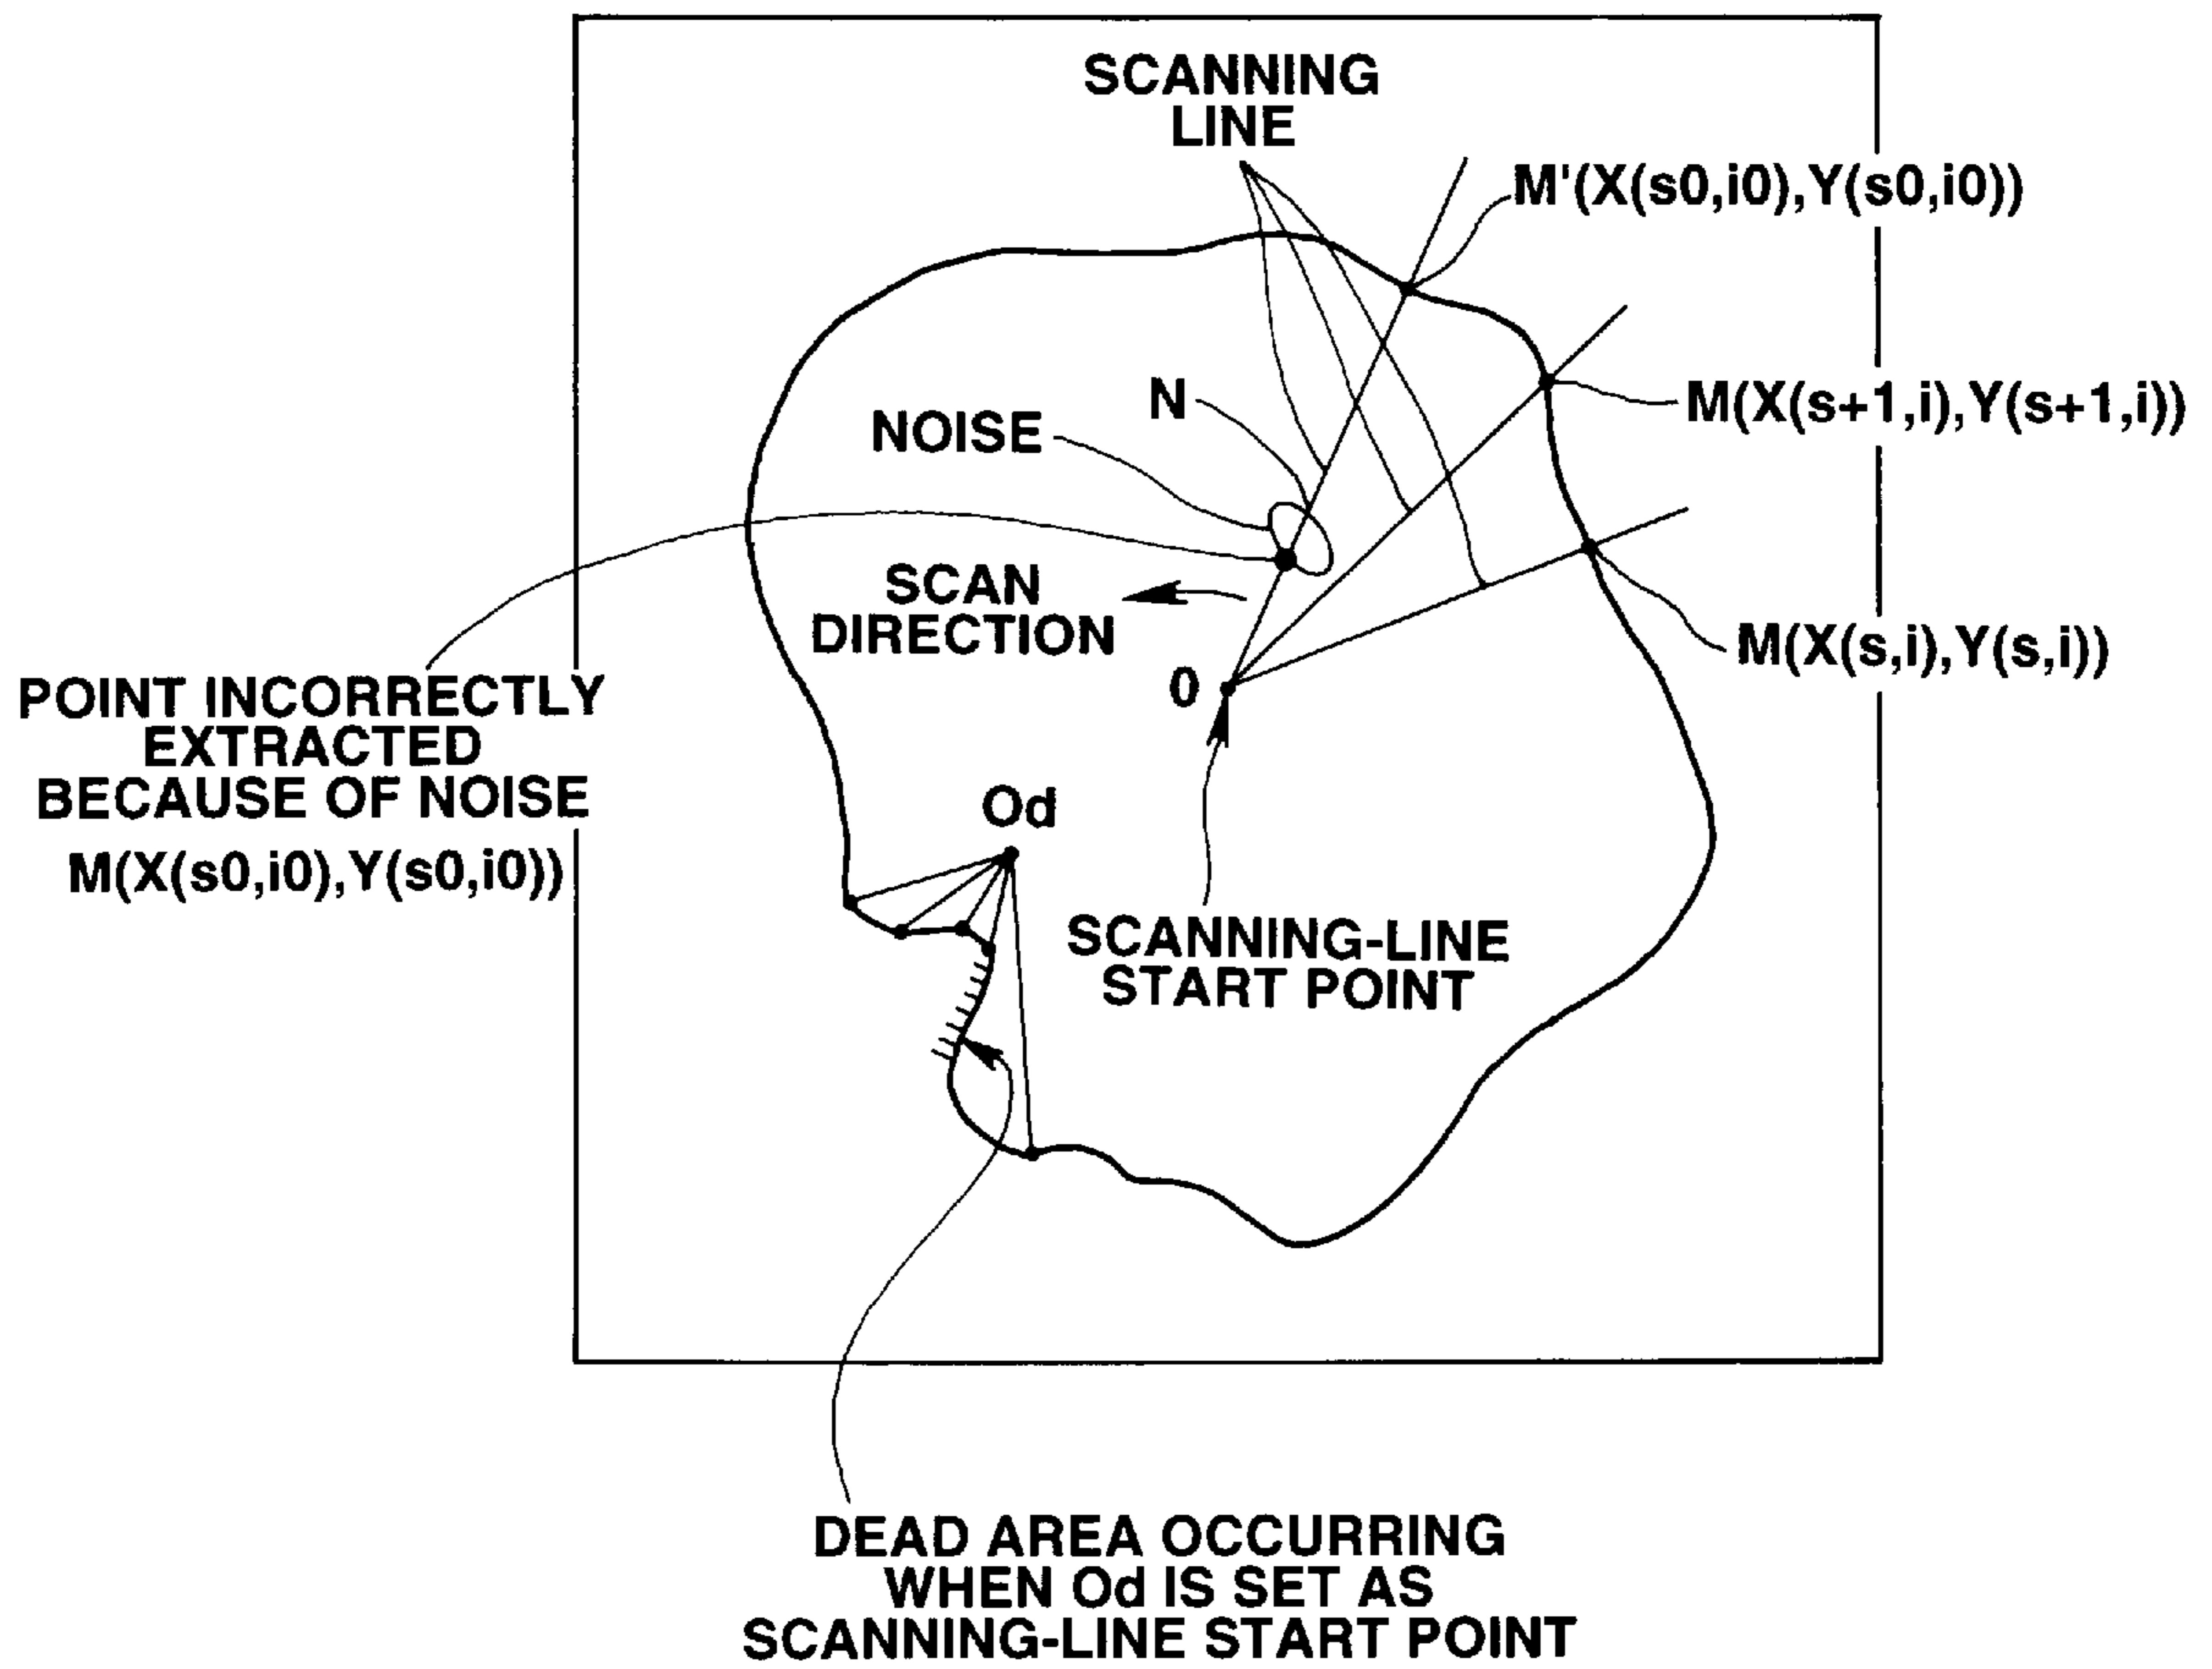 SCANNING
LINE
M'(X(s0,i0),Y(s0,i0))
N
M(X(s+1,i),Y(s+1,i))
NOISE
SCAN
DIRECTION
M(X(s,i),Y(s,i))
0
POINT INCORRECTLY
EXTRACTED
BECAUSE OF NOISE
M(X(s0,i0),Y(s0,i0))
Od
SCANNING-LINE
START POINT
DEAD AREA OCCURRING
WHEN Od IS SET AS
SCANNING-LINE START POINT